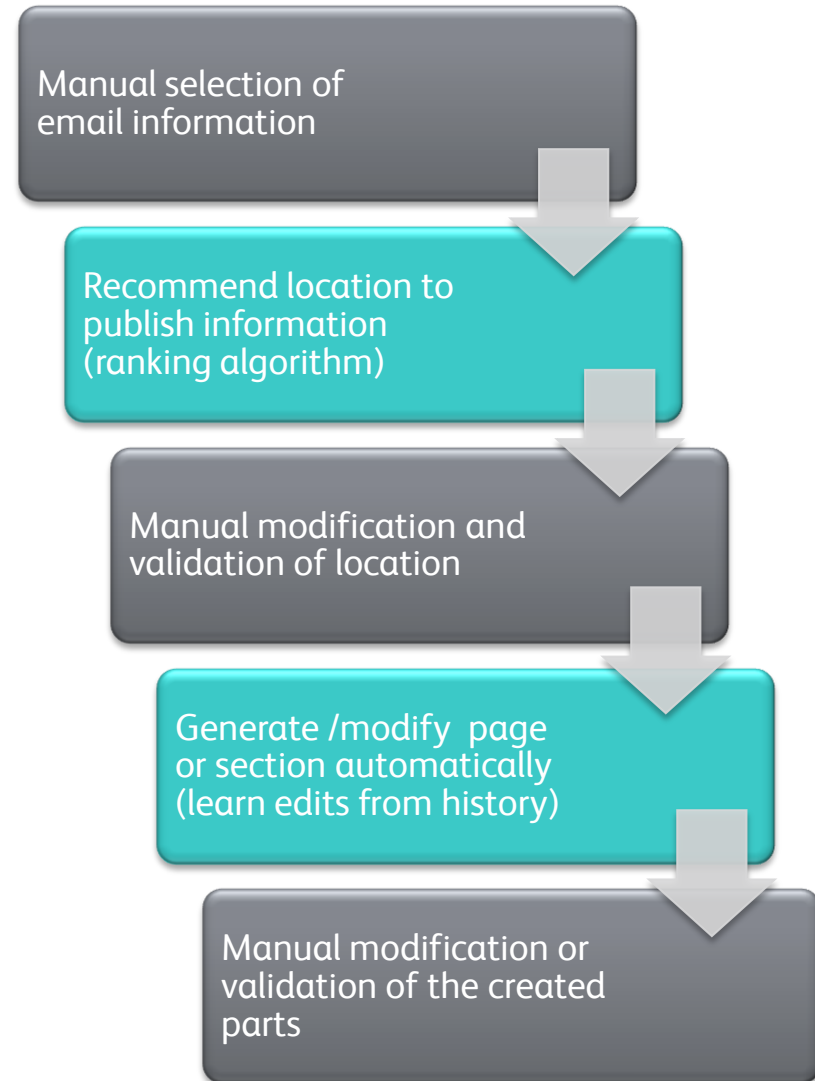 Manual selection of
email information
Recommend location to
publish information
(ranking algorithm)
Manual modification and
validation of location
Generate /modify  page
or section automatically
(learn edits from history)
Manual modification or
validation of the created
parts